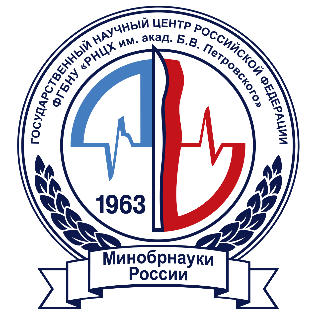 ГОСУДАРСТВЕННЫЙ НАУЧНЫЙ ЦЕНТР РОССИЙСКОЙ ФЕДЕРАЦИИ
ФГБНУ «РНЦХ им. акад. Б.В. Петровского»
1963
Минобрнауки
России